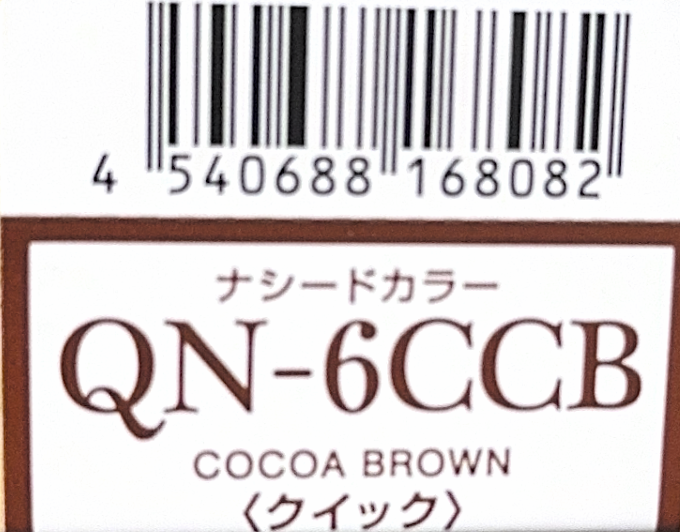 4 540688 168082
ナシードカラー
QN-6CCB
COCOA BROWN
〈クイック〉